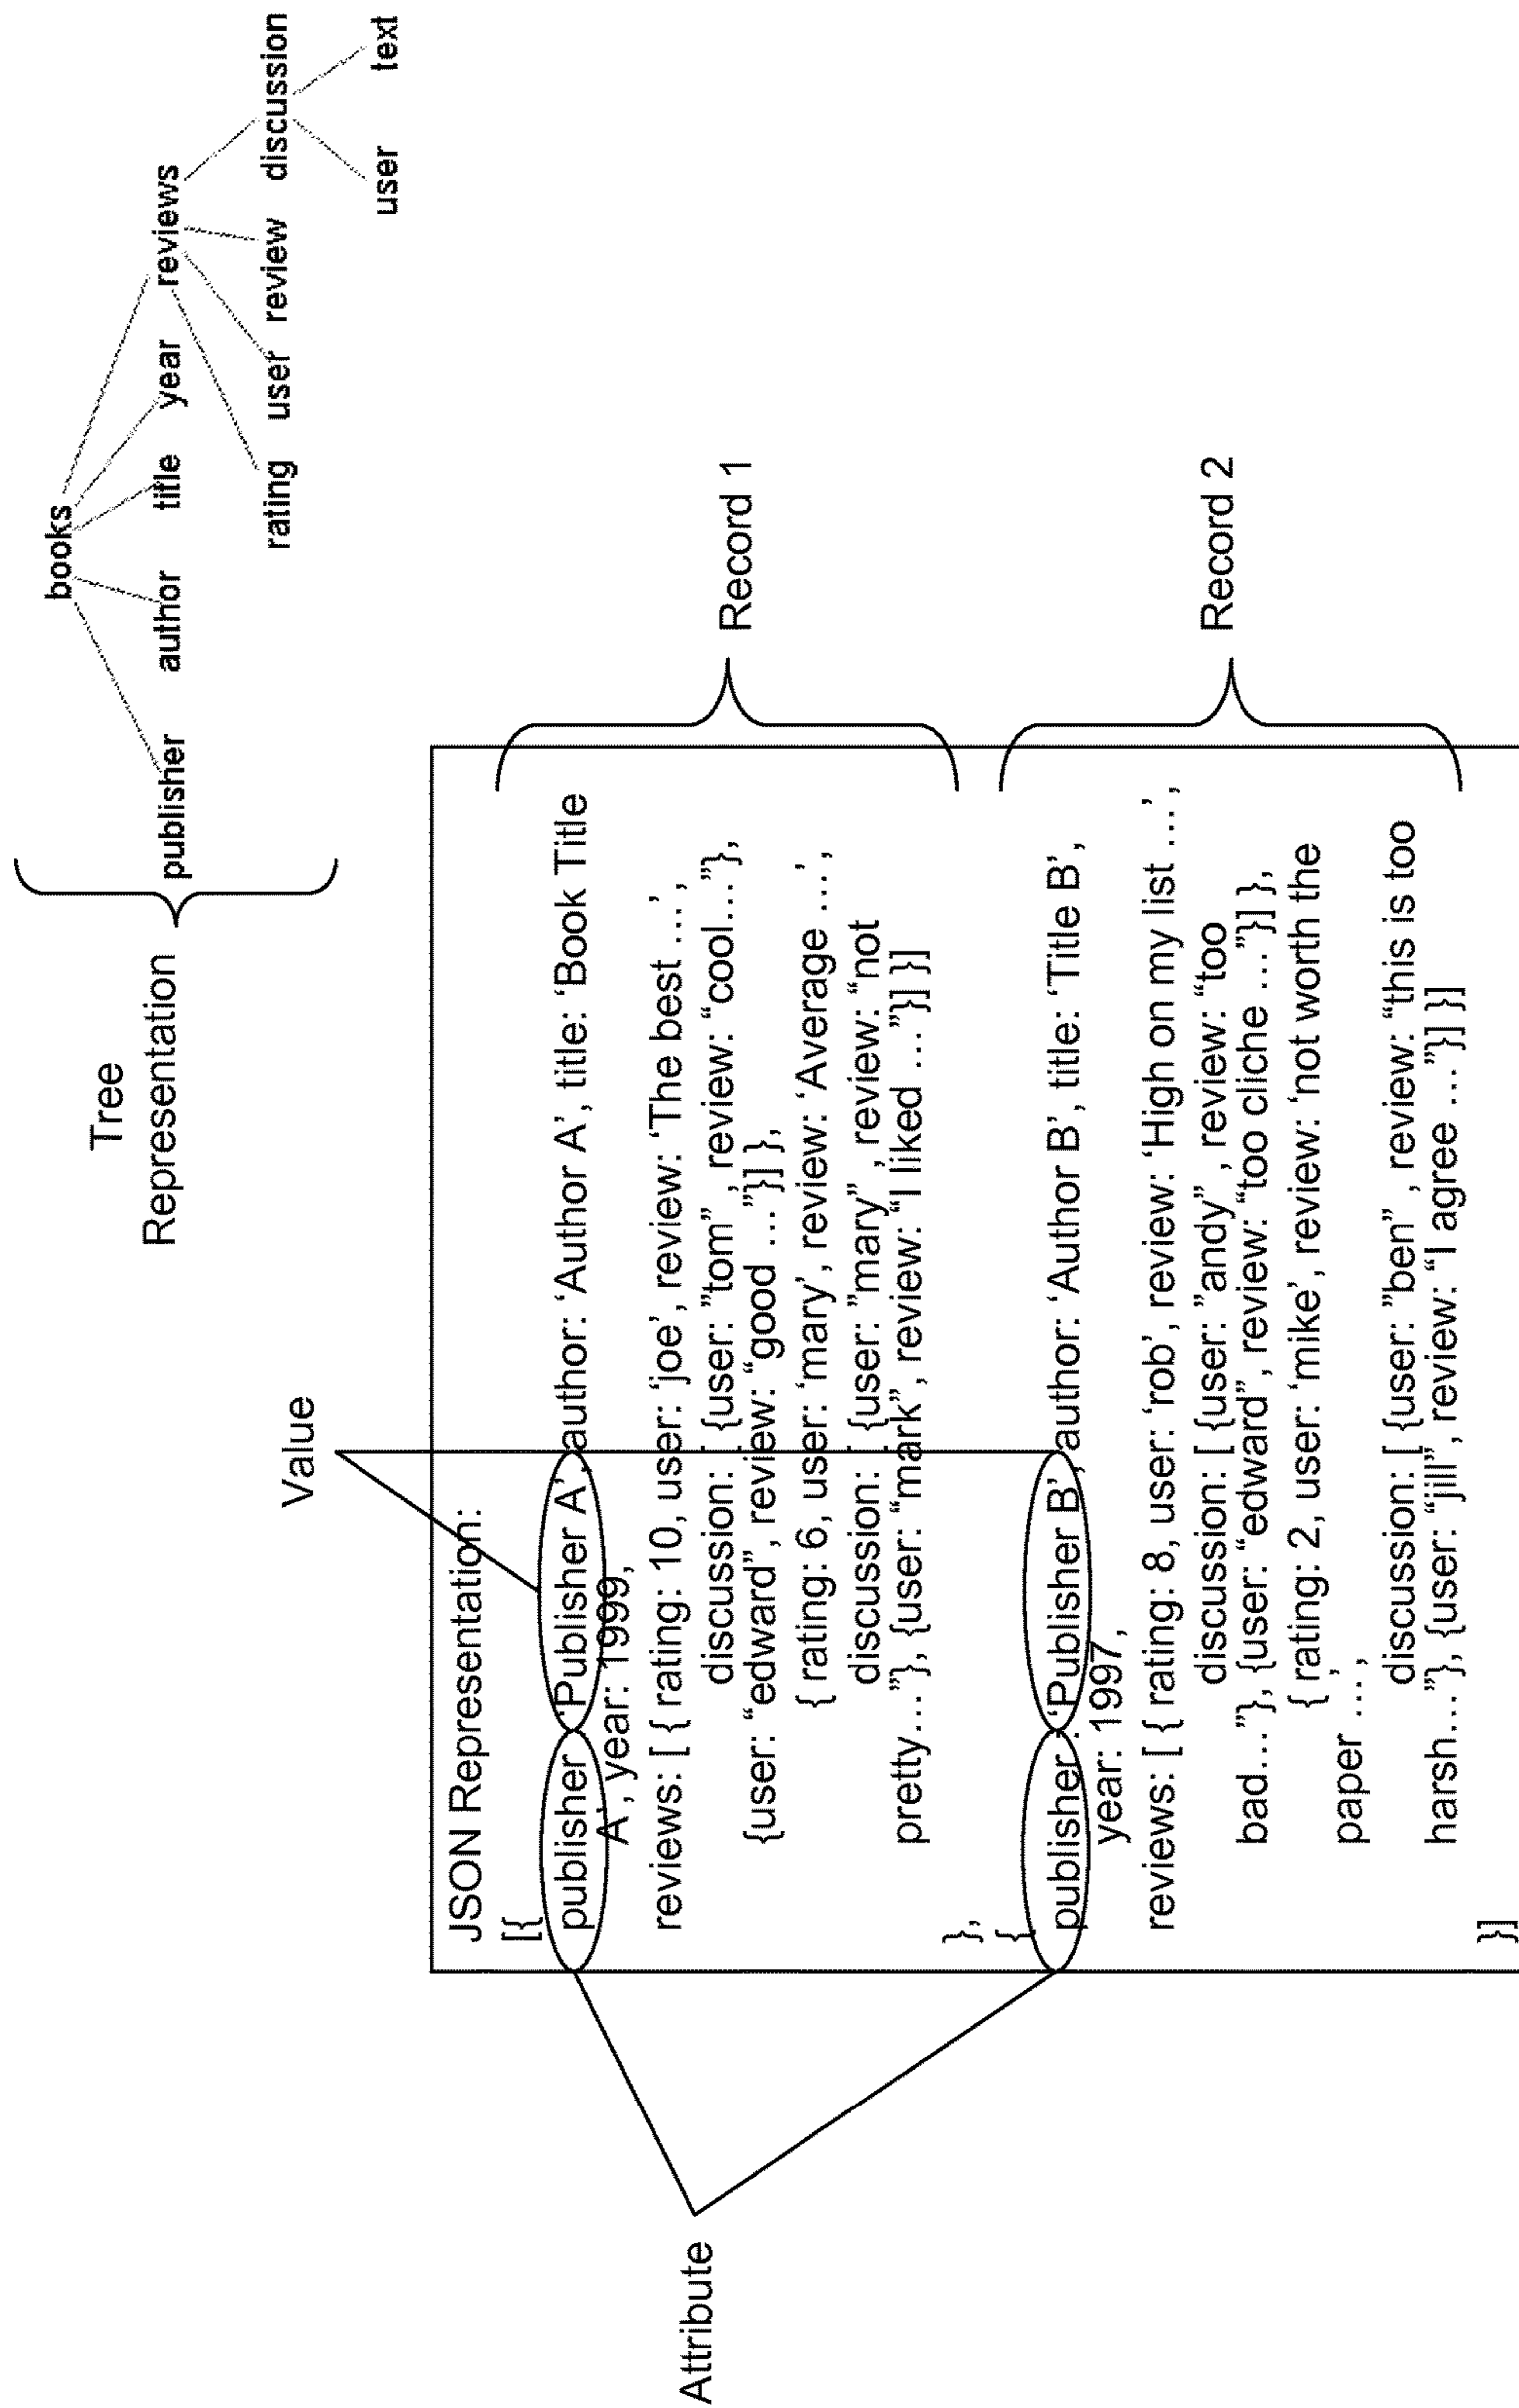 books
publisher author title year reviews
rating user review discussion
user text
Tree
Representation
Value
JSON Representation:
[{
publisher 'Publisher A', author: 'Author A', title: 'Book Title
A', year: 1999,
reviews: [ { rating: 10, user: ‘joe’, review: ‘The best …’,
discussion: [ {user: ”tom” , review: “cool… ”},
{user: “edward”, review: “good … ”}] },
{ rating: 6, user: ‘mary’, review: ‘Average …’,
discussion: [ {user: ”mary” , review: “not
pretty…”}, {user: “mark”, review: “I liked …”}] }]
},
Record 1
{
publisher : ‘Publisher B’, author: ‘Author B’, title: ‘Title B’,
year: 1997,
reviews: [ { rating: 8, user: ‘rob’, review: ‘High on my list …’,
discussion: [ {user: ”andy” , review: “too
bad…”}, {user: “edward”, review: “too cliche …”}] },
{ rating: 2, user: ‘mike’, review: ‘not worth the
paper …’,
discussion: [ {user: ”ben” , review: “this is too
harsh…”}, {user: “jill”, review: “I agree …”}] }]
}]
Record 2
Attribute